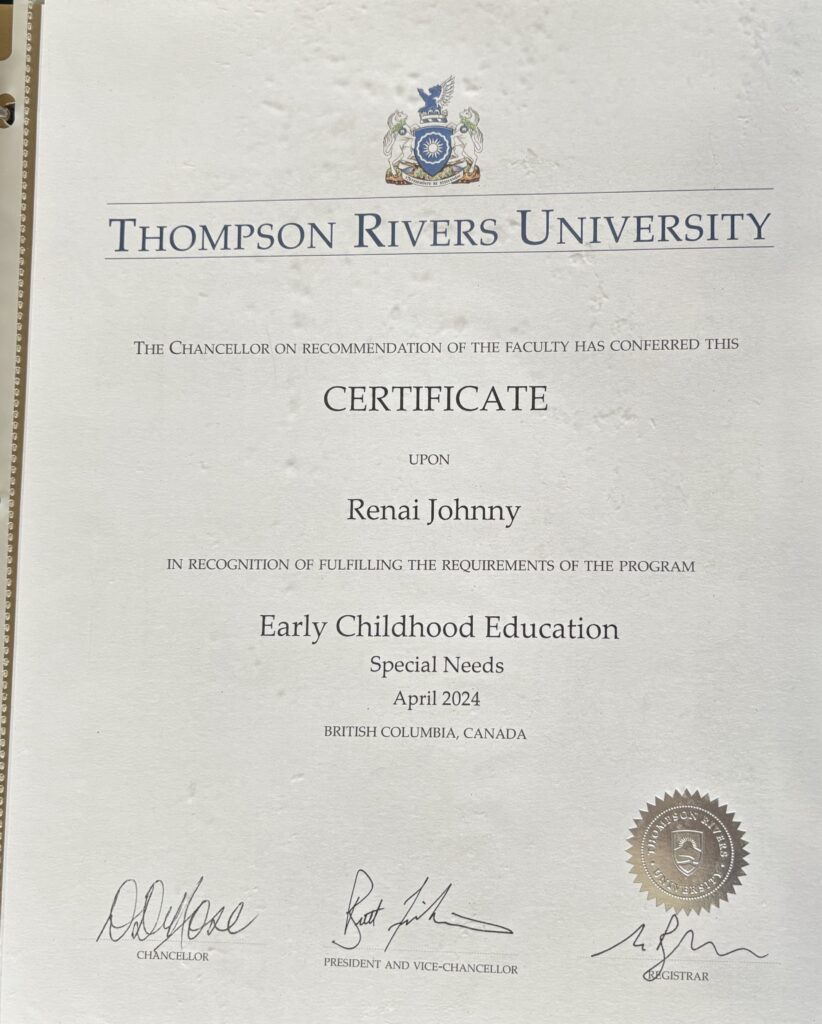 THOMPSON RIVERS UNIVERSITY
THE CHANCELLOR ON RECOMMENDATION OF THE FACULTY HAS CONFERRED THIS
CERTIFICATE
UPON
Renai Johnny
IN RECOGNITION OF FULFILLING THE REQUIREMENTS OF THE PROGRAM
Early Childhood Education
Special Needs
April 2024
BRITISH COLUMBIA, CANADA
THOMPSON RIVERS
UNIVERSITY
CHANCELLOR
PRESIDENT AND VICE-CHANCELLOR
REGISTRAR